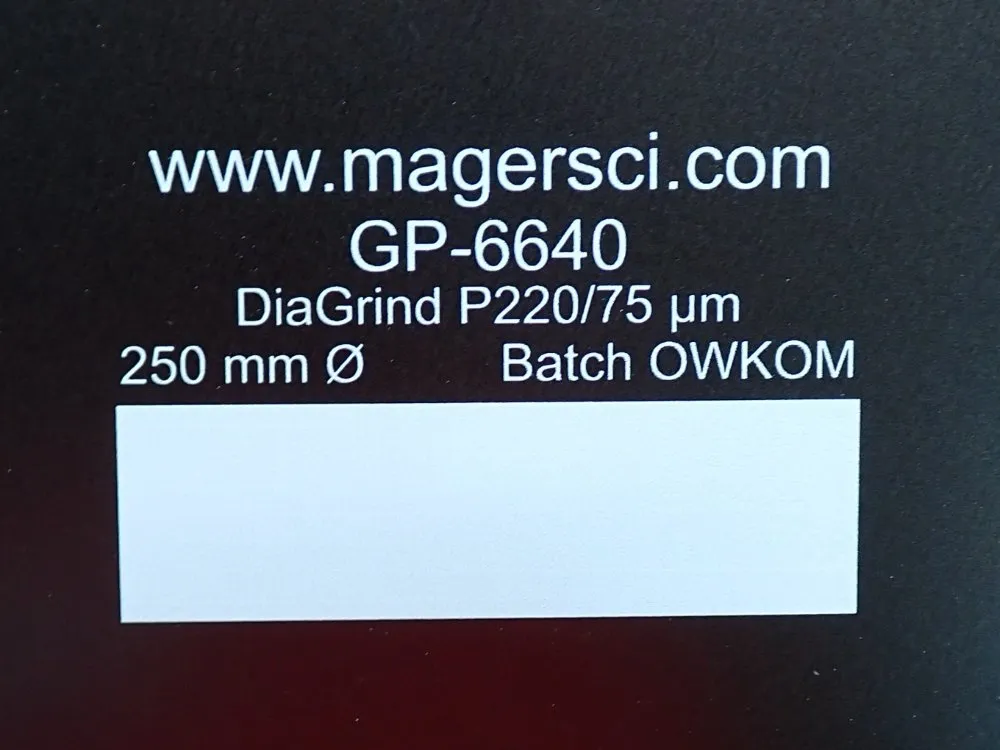 www.magersci.com
GP-6640
DiaGrind P220/75 µm
250 mm Ø Batch OWKOM